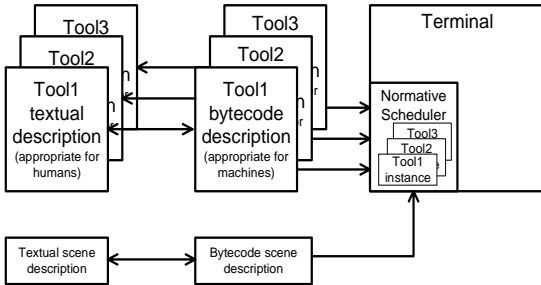 Tool3
Tool2
Tool1
textual
description
(appropriate for
humans)
Tool3
Tool2
Tool1
bytecode
description
(appropriate for
machines)
Terminal
Normative
Scheduler
Tool3
Tool2
Tool1
instance
Textual scene
description
Bytecode scene
description